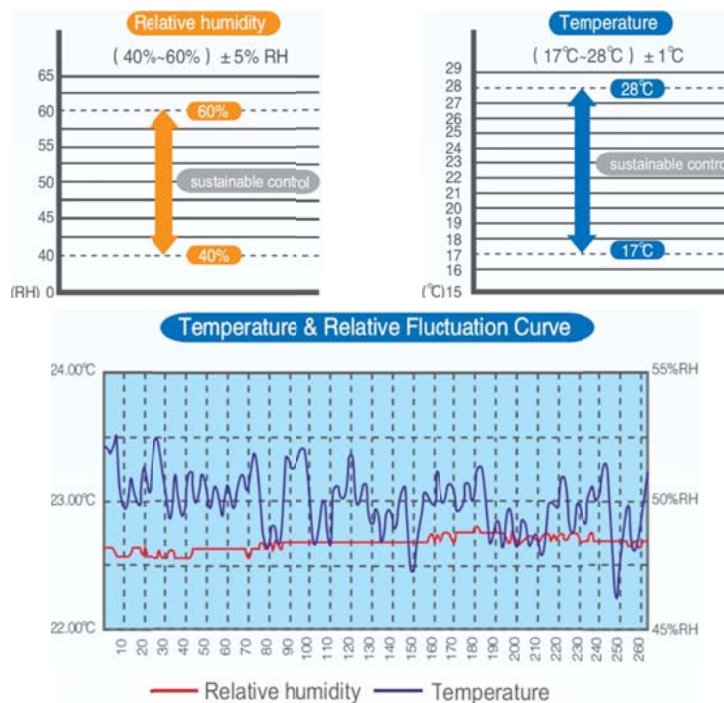 Relative humidity
(40%~60%) ± 5% RH
65
60
55
50
45
40
(RH) 0
60%
sustainable control
40%
Temperature
(17℃~28℃) ± 1℃
29
28
27
26
25
24
23
22
21
20
19
18
17
16
(℃)15
28℃
sustainable contro
17℃
Temperature & Relative Fluctuation Curve
24.00℃
23.00℃
22.00℃
55%RH
50%RH
45%RH
10 20 30 40 50 60 70 80 90 100 110 120 130 140 150 160 170 180 190 200 210 220 230 240 250 260
Relative humidity Temperature